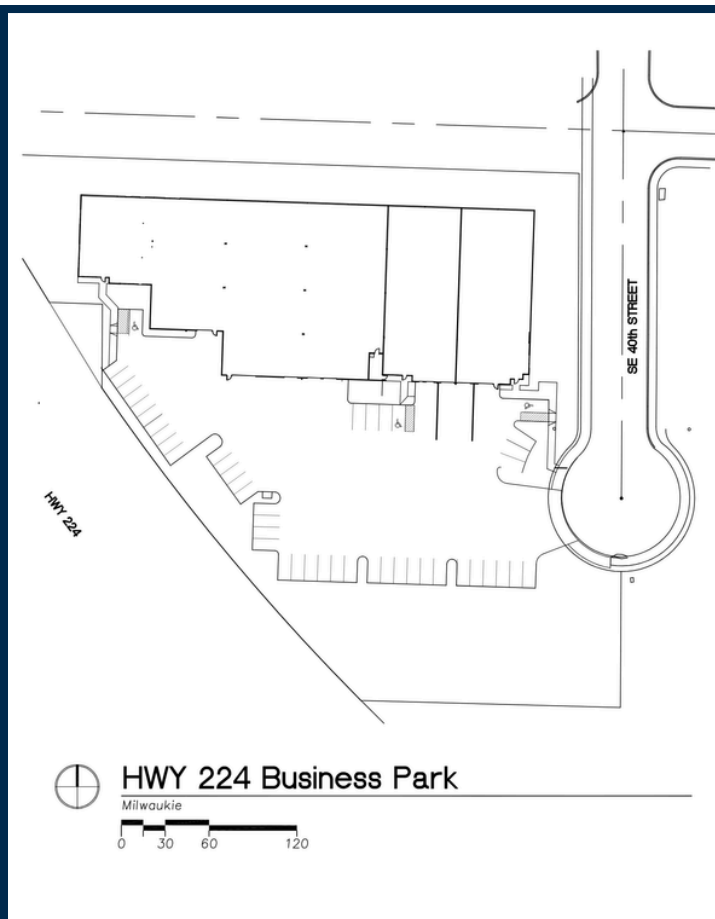 SE 40th STREET
HWY 224
HWY 224 Business Park
Milwaukie
0 30 60 120